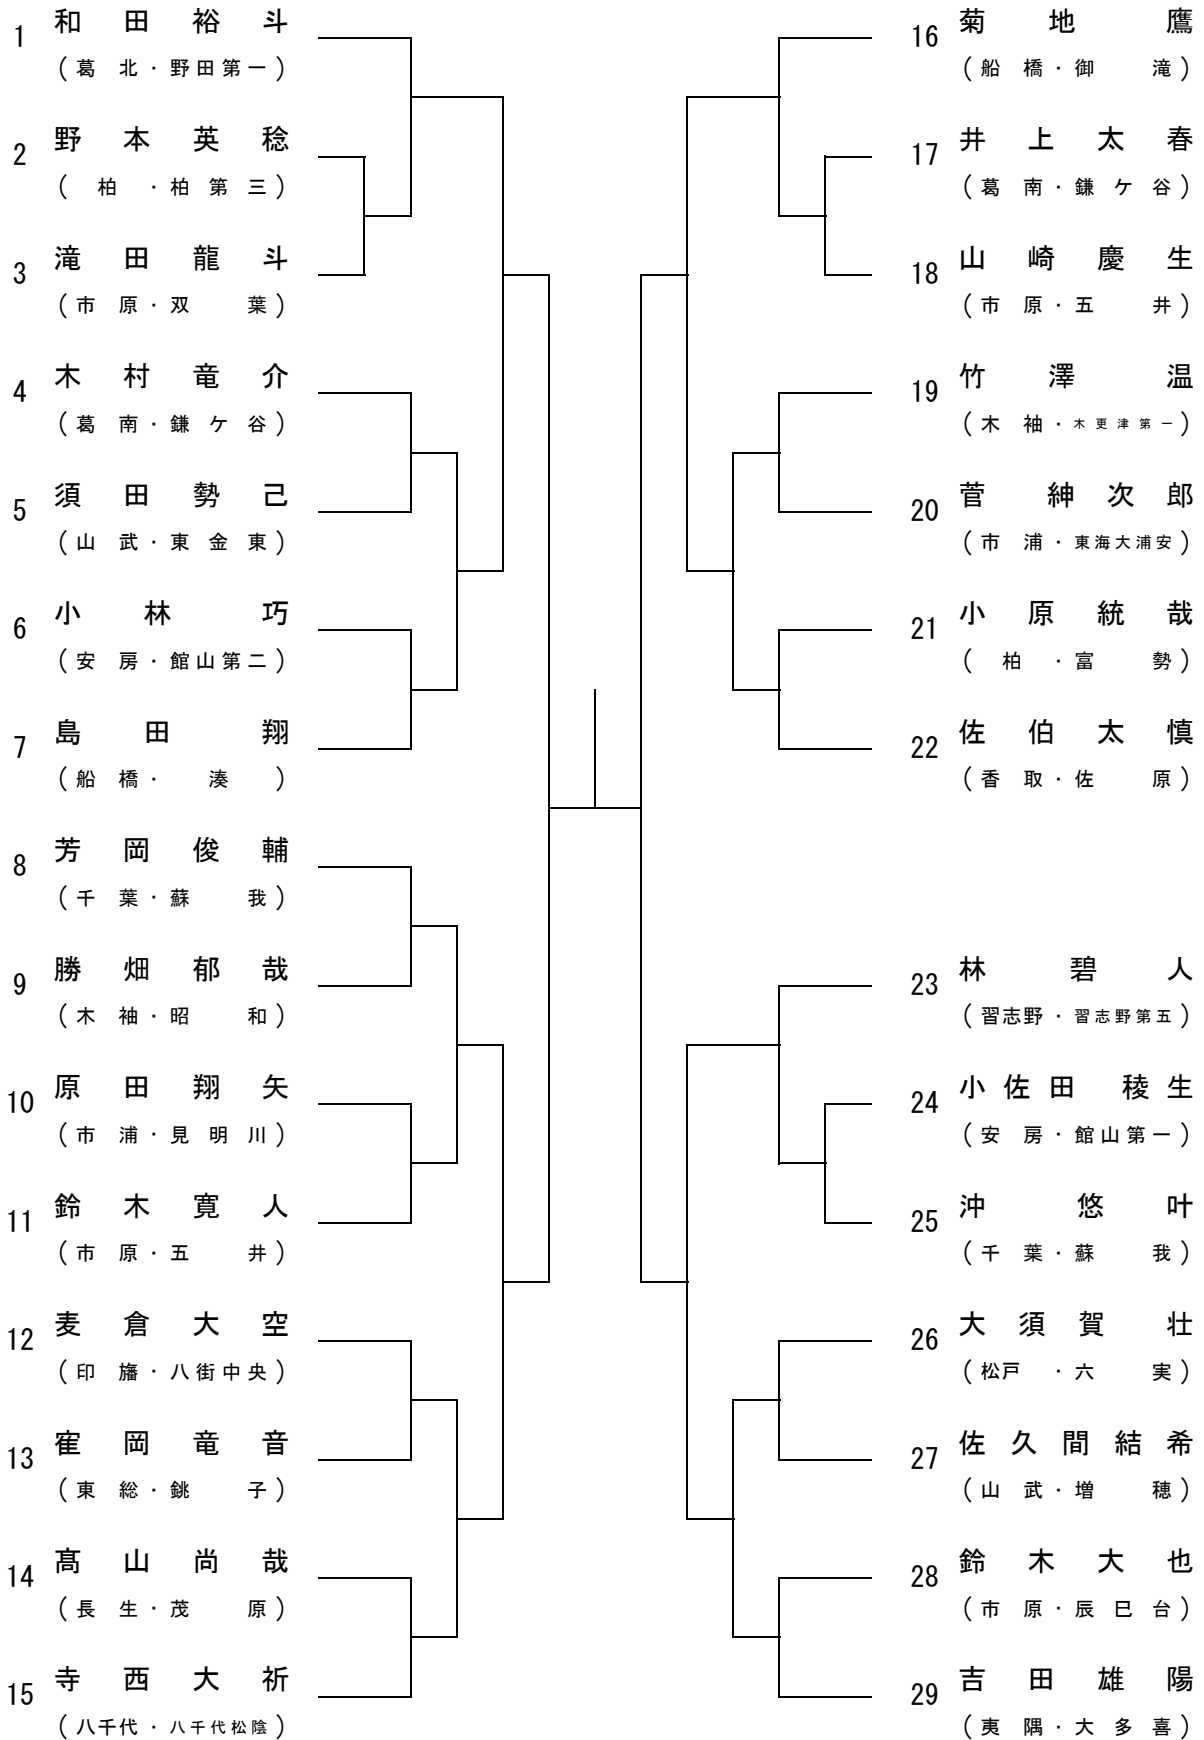 1 和田裕斗
(葛北・野田第一)
2 野本英稔
(柏・柏第三)
3 滝田龍斗
(市原・双葉)
4 木村竜介
(葛南・鎌ケ谷)
5 須田勢己
(山武・東金東)
6 小林巧
(安房・館山第二)
7 島田翔
(船橋・湊)
8 芳岡俊輔
(千葉・蘇我)
9 勝畑郁哉
(木袖・昭和)
10 原田翔矢
(市浦・見明川)
11 鈴木寛人
(市原・五井)
12 麦倉大空
(印旛・八街中央)
13 寉岡竜音
(東総・銚子)
14 髙山尚哉
(長生・茂原)
15 寺西大祈
(八千代・八千代松陰)
16 菊地鷹
(船橋・御滝)
17 井上太春
(葛南・鎌ケ谷)
18 山崎慶生
(市原・五井)
19 竹澤温
(木袖・木更津第一)
20 菅紳次郎
(市浦・東海大浦安)
21 小原統哉
(柏・富勢)
22 佐伯太慎
(香取・佐原)
23 林碧人
(習志野・習志野第五)
24 小佐田稜生
(安房・館山第一)
25 沖悠叶
(千葉・蘇我)
26 大須賀壮
(松戸・六実)
27 佐久間結希
(山武・増穂)
28 鈴木大也
(市原・辰巳台)
29 吉田雄陽
(夷隅・大多喜)